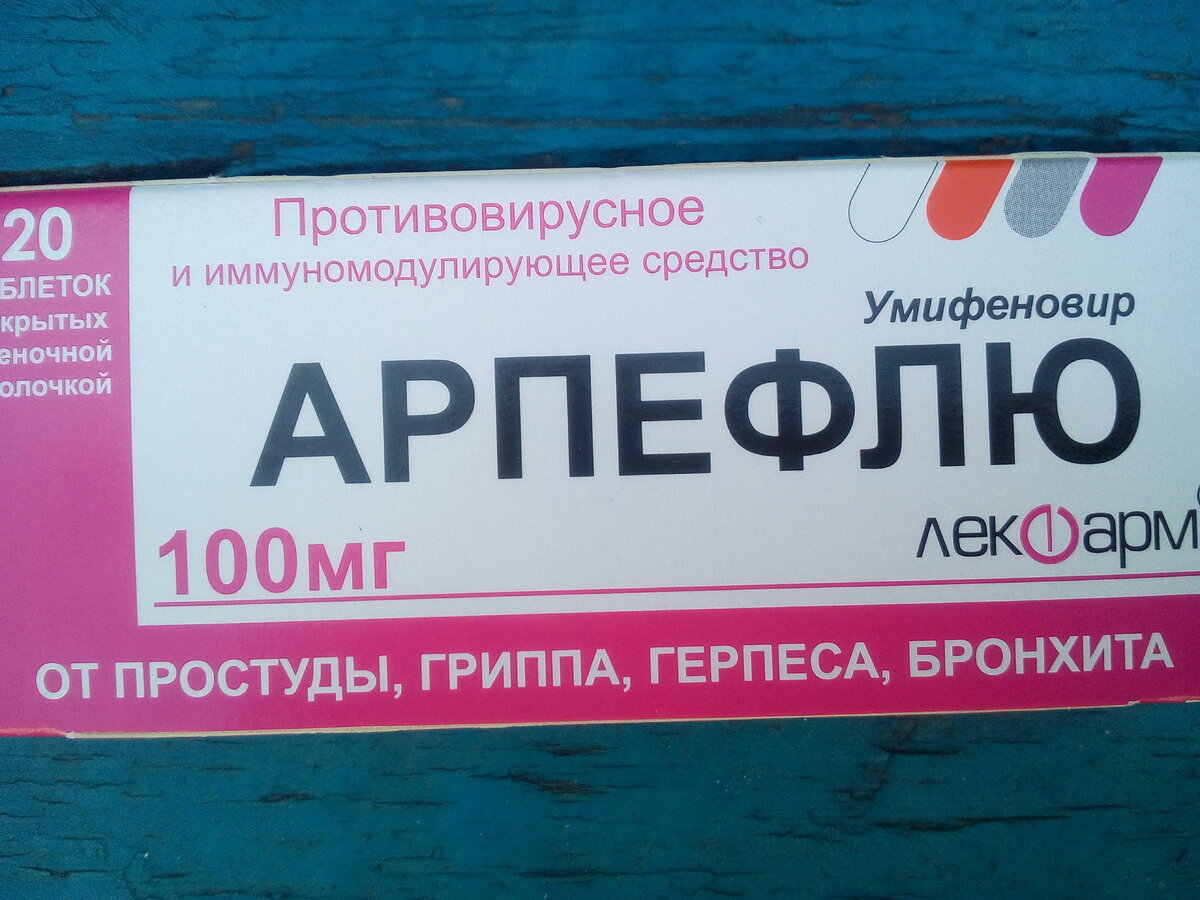 20
БЛЕТОК
крытых
еночной
олочкой
Противовирусное
и иммуномодулирующее средство
Умифеновир
АРПЕФЛЮ
лекФарм
100мг
ОТ ПРОСТУДЫ, ГРИППА, ГЕРПЕСА, БРОНХИТА